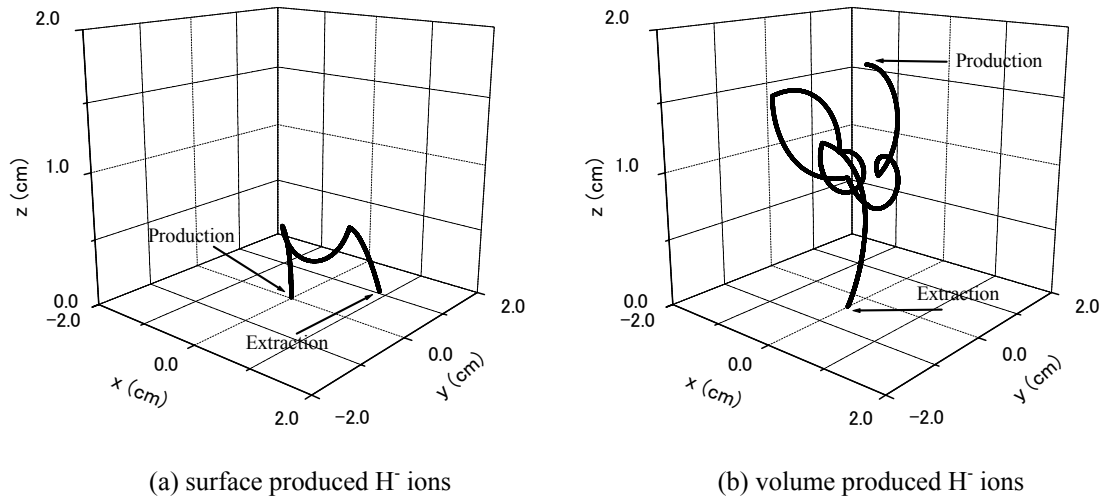 2.0
1.0
0.0
z (cm)
-2.0
0.0
2.0
x (cm)
-2.0
0.0
2.0
y (cm)
Production
Extraction
(a) surface produced H⁻ ions
2.0
1.0
0.0
z (cm)
-2.0
0.0
2.0
x (cm)
-2.0
0.0
2.0
y (cm)
Production
Extraction
(b) volume produced H⁻ ions